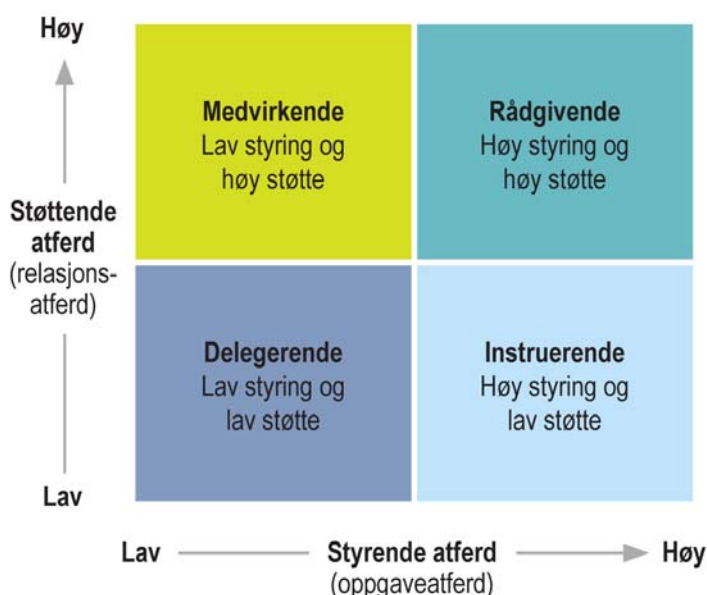 Høy
Støttende
atferd
(relasjons-
atferd)
Lav
Medvirkende
Lav styring og
høy støtte
Rådgivende
Høy styring og
høy støtte
Delegerende
Lav styring og
lav støtte
Instruerende
Høy styring og
lav støtte
Lav
Styrende atferd
(oppgaveatferd)
Høy